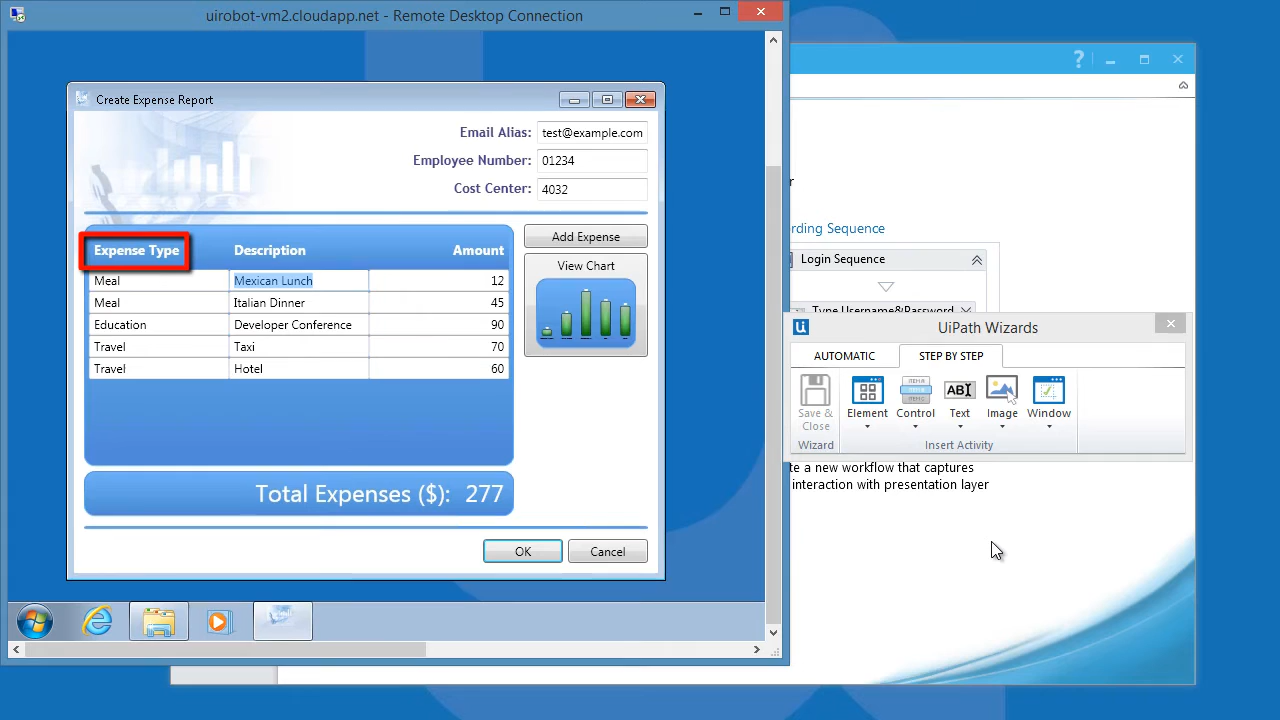 uirobot-vm2.cloudapp.net - Remote Desktop Connection
Create Expense Report
Email Alias: test@example.com
Employee Number: 01234
Cost Center: 4032
Expense Type Description Amount
Meal Mexican Lunch 12
Meal Italian Dinner 45
Education Developer Conference 90
Travel Taxi 70
Travel Hotel 60
Add Expense
View Chart
Total Expenses ($): 277
OK Cancel
rding Sequence
Login Sequence
Type Username&Password
UiPath Wizards
AUTOMATIC STEP BY STEP
Save & Close
Element Control Text Image Window
Wizard Insert Activity
te a new workflow that captures
interaction with presentation layer